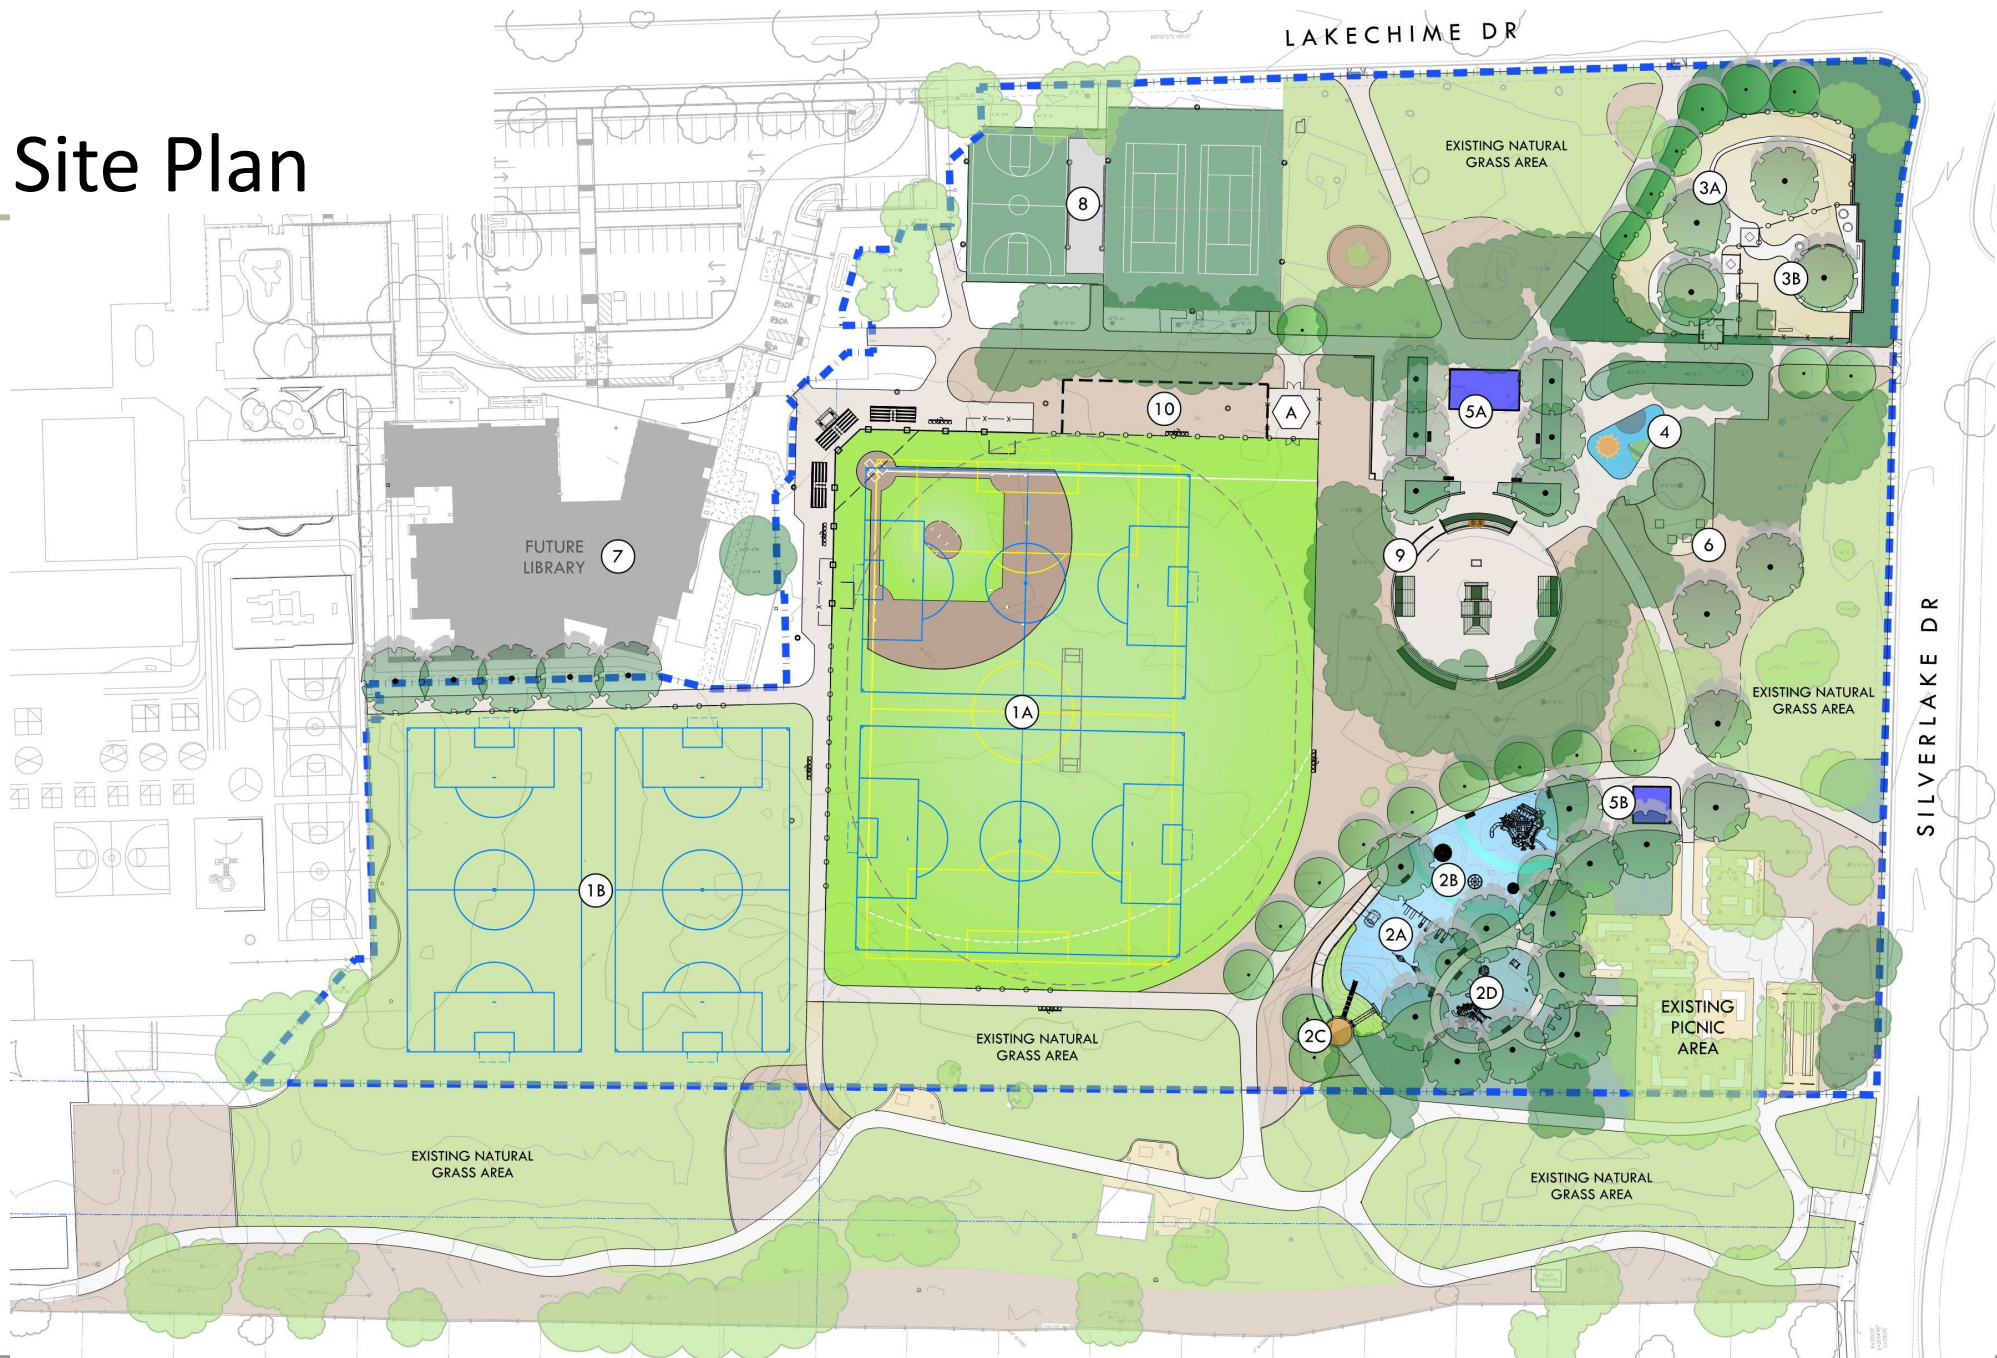 LAKECHIME DR
Site Plan
EXISTING NATURAL
GRASS AREA
3A
8
3B
10
A
5A
4
FUTURE
LIBRARY
7
9
6
SILVERLAKE DR
EXISTING NATURAL
GRASS AREA
1A
5B
2B
1B
2A
2D
EXISTING
PICNIC
AREA
2C
EXISTING NATURAL
GRASS AREA
EXISTING NATURAL
GRASS AREA
EXISTING NATURAL
GRASS AREA